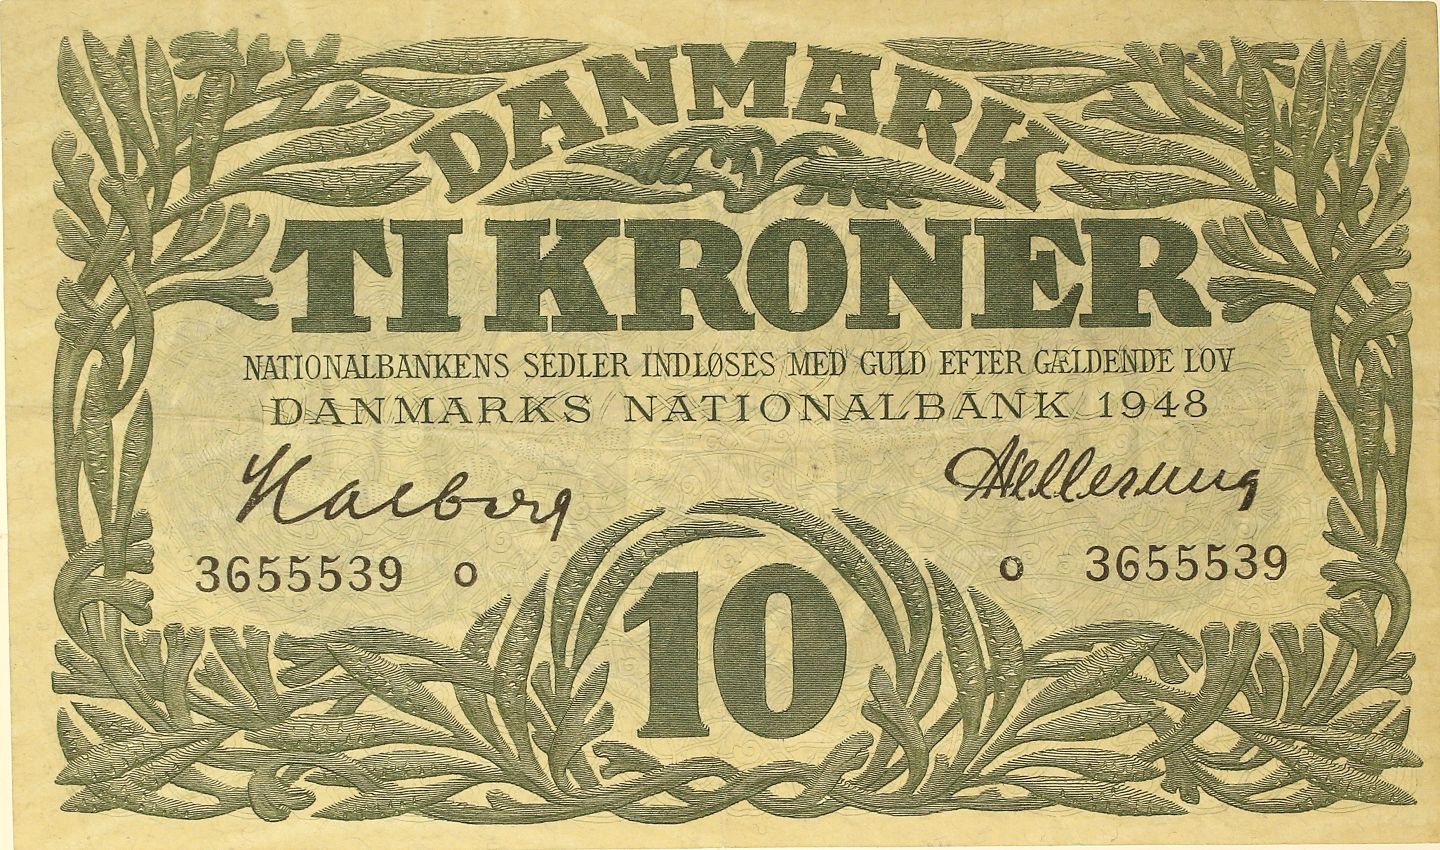 DANMARK
TI KRONER
NATIONALBANKENS SEDLER INDLØSES MED GULD EFTER GÆLDENDE LOV
DANMARKS NATIONALBANK 1948
Halberg
3655539 o o 3655539
10